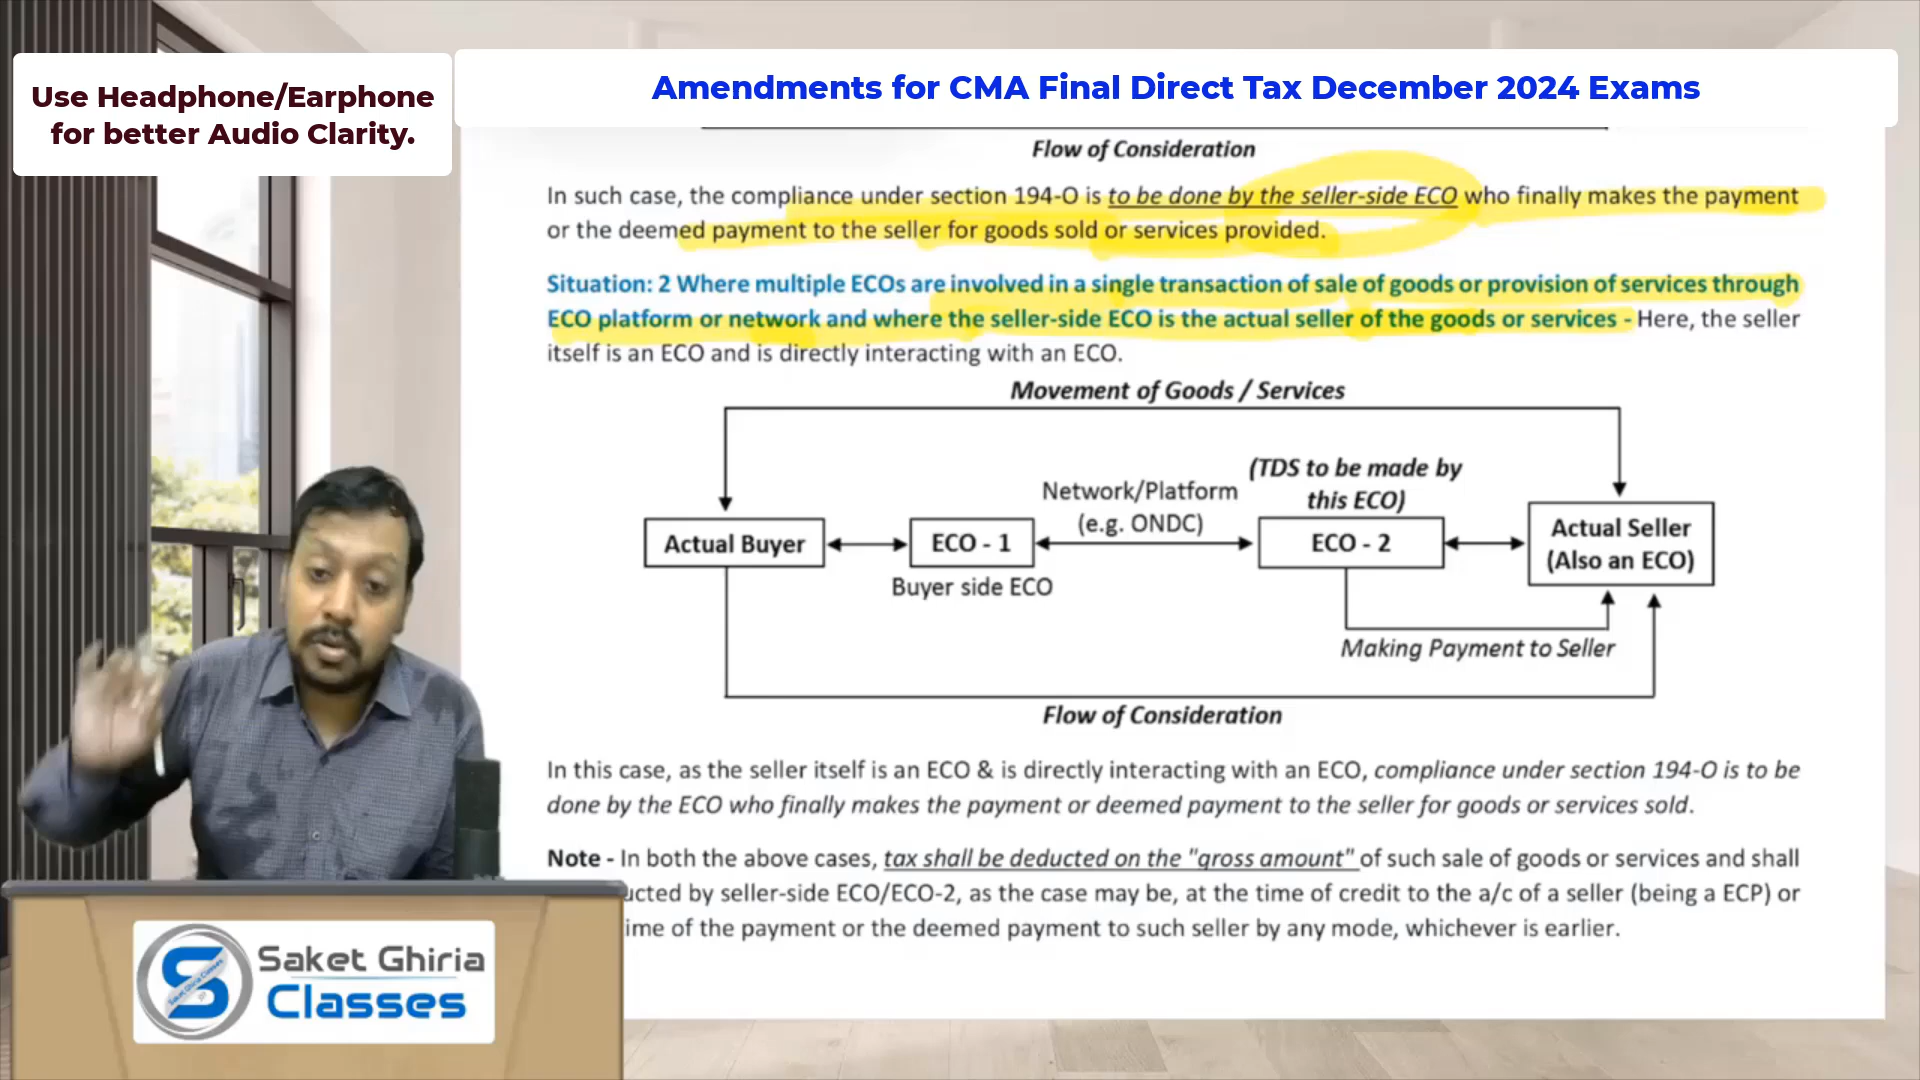 Use Headphone/Earphone
for better Audio Clarity.
Amendments for CMA Final Direct Tax December 2024 Exams
Flow of Consideration
In such case, the compliance under section 194-O is to be done by the seller-side ECO who finally makes the payment
or the deemed payment to the seller for goods sold or services provided.
Situation: 2 Where multiple ECOs are involved in a single transaction of sale of goods or provision of services through
ECO platform or network and where the seller-side ECO is the actual seller of the goods or services - Here, the seller
itself is an ECO and is directly interacting with an ECO.
Movement of Goods / Services
(TDS to be made by
this ECO)
Network/Platform
(e.g. ONDC)
Actual Buyer
ECO - 1
ECO - 2
Actual Seller
(Also an ECO)
Buyer side ECO
Making Payment to Seller
Flow of Consideration
In this case, as the seller itself is an ECO & is directly interacting with an ECO, compliance under section 194-O is to be
done by the ECO who finally makes the payment or deemed payment to the seller for goods or services sold.
Note - In both the above cases, tax shall be deducted on the "gross amount" of such sale of goods or services and shall
ucted by seller-side ECO/ECO-2, as the case may be, at the time of credit to the a/c of a seller (being a ECP) or
ime of the payment or the deemed payment to such seller by any mode, whichever is earlier.
Saket Ghiria
Classes